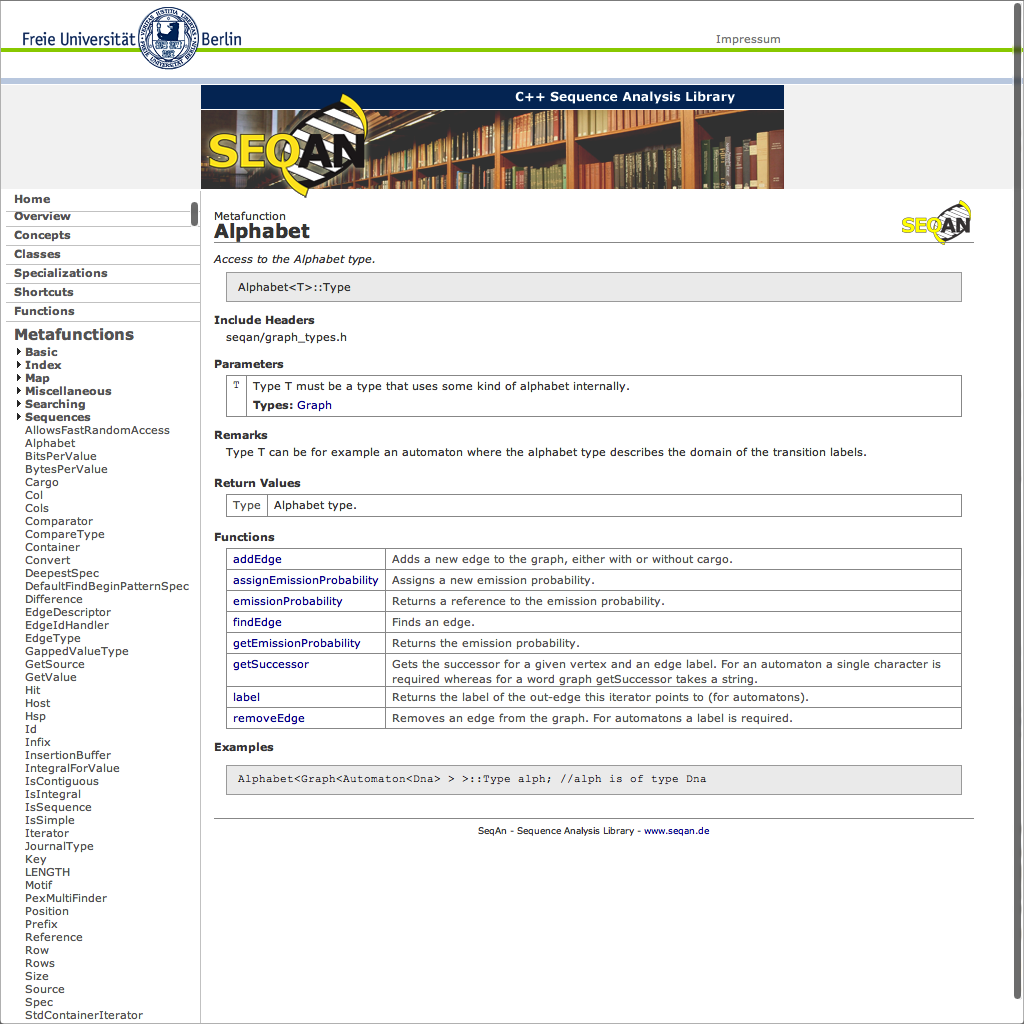 Freie Universität Berlin
Impressum
C++ Sequence Analysis Library
SEQAN
Home
Overview
Concepts
Classes
Specializations
Shortcuts
Functions
Metafunctions
Basic
Index
Map
Miscellaneous
Searching
Sequences
AllowsFastRandomAccess
Alphabet
BitsPerValue
BytesPerValue
Cargo
Col
Cols
Comparator
CompareType
Container
Convert
DeepestSpec
DefaultFindBeginPatternSpec
Difference
EdgeDescriptor
EdgeIdHandler
EdgeType
GappedValueType
GetSource
GetValue
Hit
Host
Hsp
Id
Infix
InsertionBuffer
IntegralForValue
IsContiguous
IsIntegral
IsSequence
IsSimple
Iterator
JournalType
Key
LENGTH
Motif
PexMultiFinder
Position
Prefix
Reference
Row
Rows
Size
Source
Spec
StdContainerIterator
Metafunction
Alphabet
SEQAN
Access to the Alphabet type.
Alphabet<T>::Type
Include Headers
seqan/graph_types.h
Parameters
T Type T must be a type that uses some kind of alphabet internally.
Types: Graph
Remarks
Type T can be for example an automaton where the alphabet type describes the domain of the transition labels.
Return Values
Type Alphabet type.
Functions
addEdge Adds a new edge to the graph, either with or without cargo.
assignEmissionProbability Assigns a new emission probability.
emissionProbability Returns a reference to the emission probability.
findEdge Finds an edge.
getEmissionProbability Returns the emission probability.
getSuccessor Gets the successor for a given vertex and an edge label. For an automaton a single character is
required whereas for a word graph getSuccessor takes a string.
label Returns the label of the out-edge this iterator points to (for automatons).
removeEdge Removes an edge from the graph. For automatons a label is required.
Examples
Alphabet<Graph<Automaton<Dna> > >::Type alph; //alph is of type Dna
SeqAn - Sequence Analysis Library - www.seqan.de